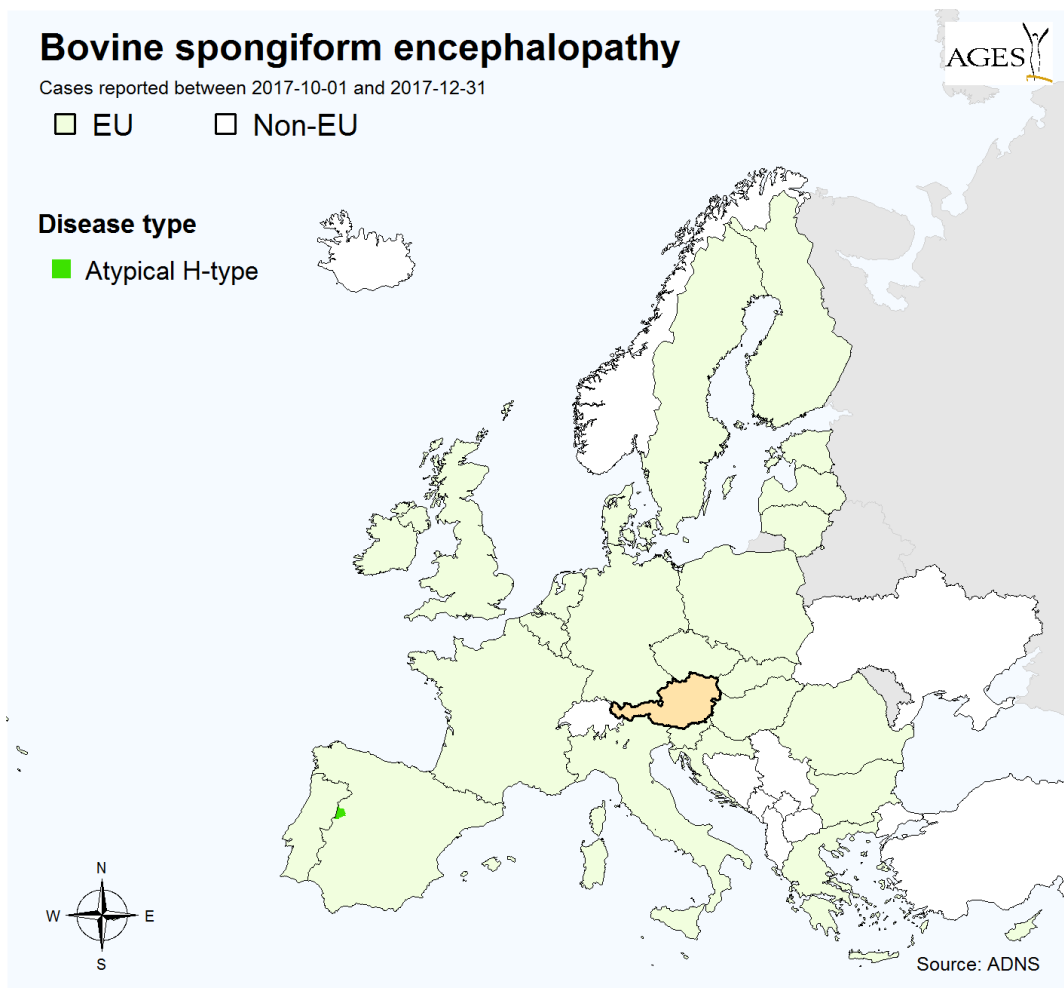 Bovine spongiform encephalopathy
AGES
Cases reported between 2017-10-01 and 2017-12-31
EU Non-EU
Disease type
Atypical H-type
N
W E
S
Source: ADNS